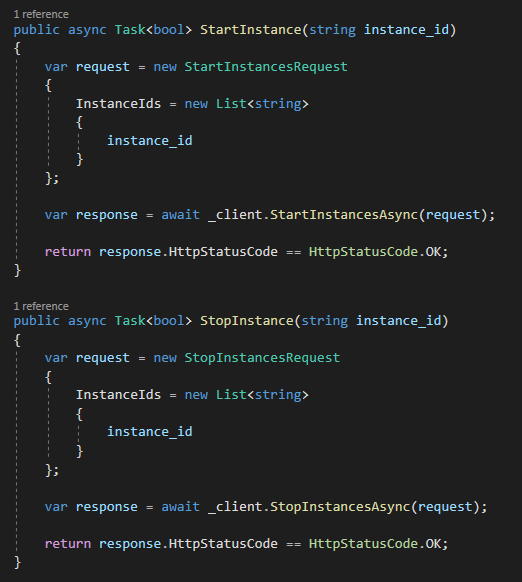 1 reference
public async Task<bool> StartInstance(string instance_id)
{
    var request = new StartInstancesRequest
    {
        InstanceIds = new List<string>
        {
            instance_id
        }
    };

    var response = await _client.StartInstancesAsync(request);

    return response.HttpStatusCode == HttpStatusCode.OK;
}

1 reference
public async Task<bool> StopInstance(string instance_id)
{
    var request = new StopInstancesRequest
    {
        InstanceIds = new List<string>
        {
            instance_id
        }
    };

    var response = await _client.StopInstancesAsync(request);

    return response.HttpStatusCode == HttpStatusCode.OK;
}